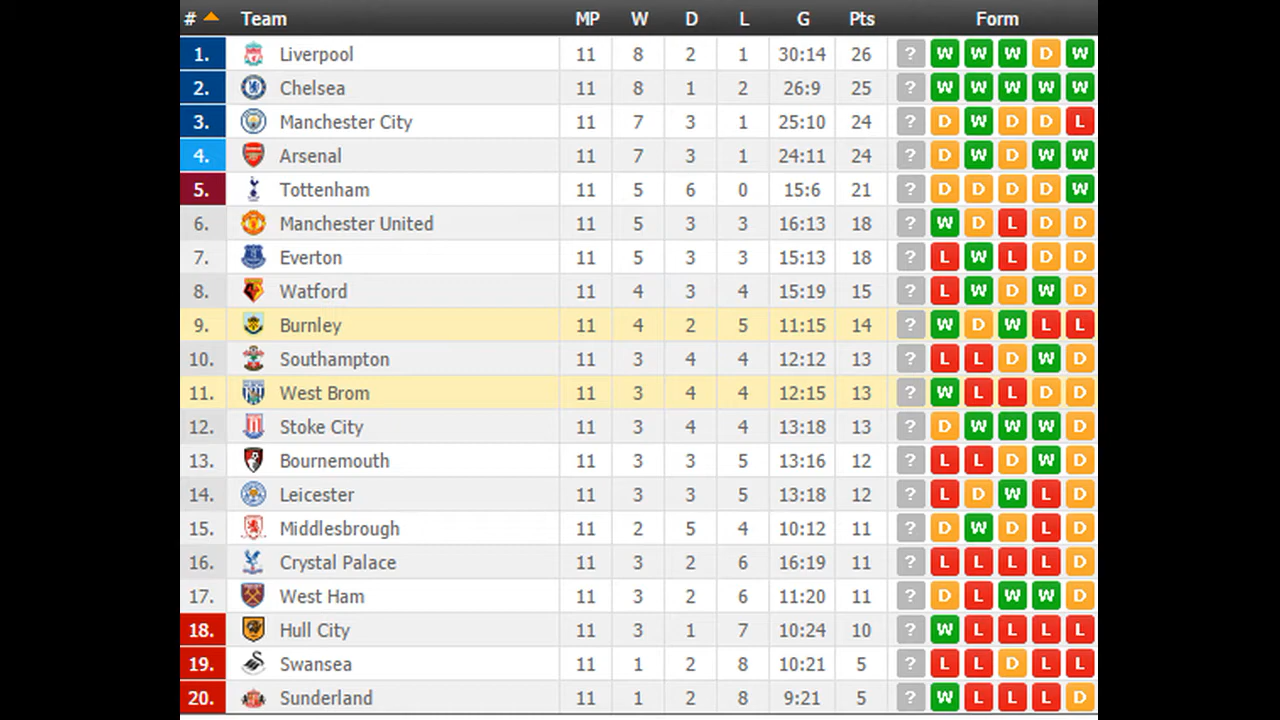 # Team MP W D L G Pts Form
1. Liverpool 11 8 2 1 30:14 26 ? W W W D W
2. Chelsea 11 8 1 2 26:9 25 ? W W W W W
3. Manchester City 11 7 3 1 25:10 24 ? D W D D L
4. Arsenal 11 7 3 1 24:11 24 ? D W D W W
5. Tottenham 11 5 6 0 15:6 21 ? D D D D W
6. Manchester United 11 5 3 3 16:13 18 ? W D L D D
7. Everton 11 5 3 3 15:13 18 ? L W L D D
8. Watford 11 4 3 4 15:19 15 ? L W D W D
9. Burnley 11 4 2 5 11:15 14 ? W D W L L
10. Southampton 11 3 4 4 12:12 13 ? L L D W D
11. West Brom 11 3 4 4 12:15 13 ? W L L D D
12. Stoke City 11 3 4 4 13:18 13 ? D W W W D
13. Bournemouth 11 3 3 5 13:16 12 ? L L D W D
14. Leicester 11 3 3 5 13:18 12 ? L D W L D
15. Middlesbrough 11 2 5 4 10:12 11 ? D W D L D
16. Crystal Palace 11 3 2 6 16:19 11 ? L L L L D
17. West Ham 11 3 2 6 11:20 11 ? D L W W D
18. Hull City 11 3 1 7 10:24 10 ? W L L L L
19. Swansea 11 1 2 8 10:21 5 ? L L D L L
20. Sunderland 11 1 2 8 9:21 5 ? W L L L D